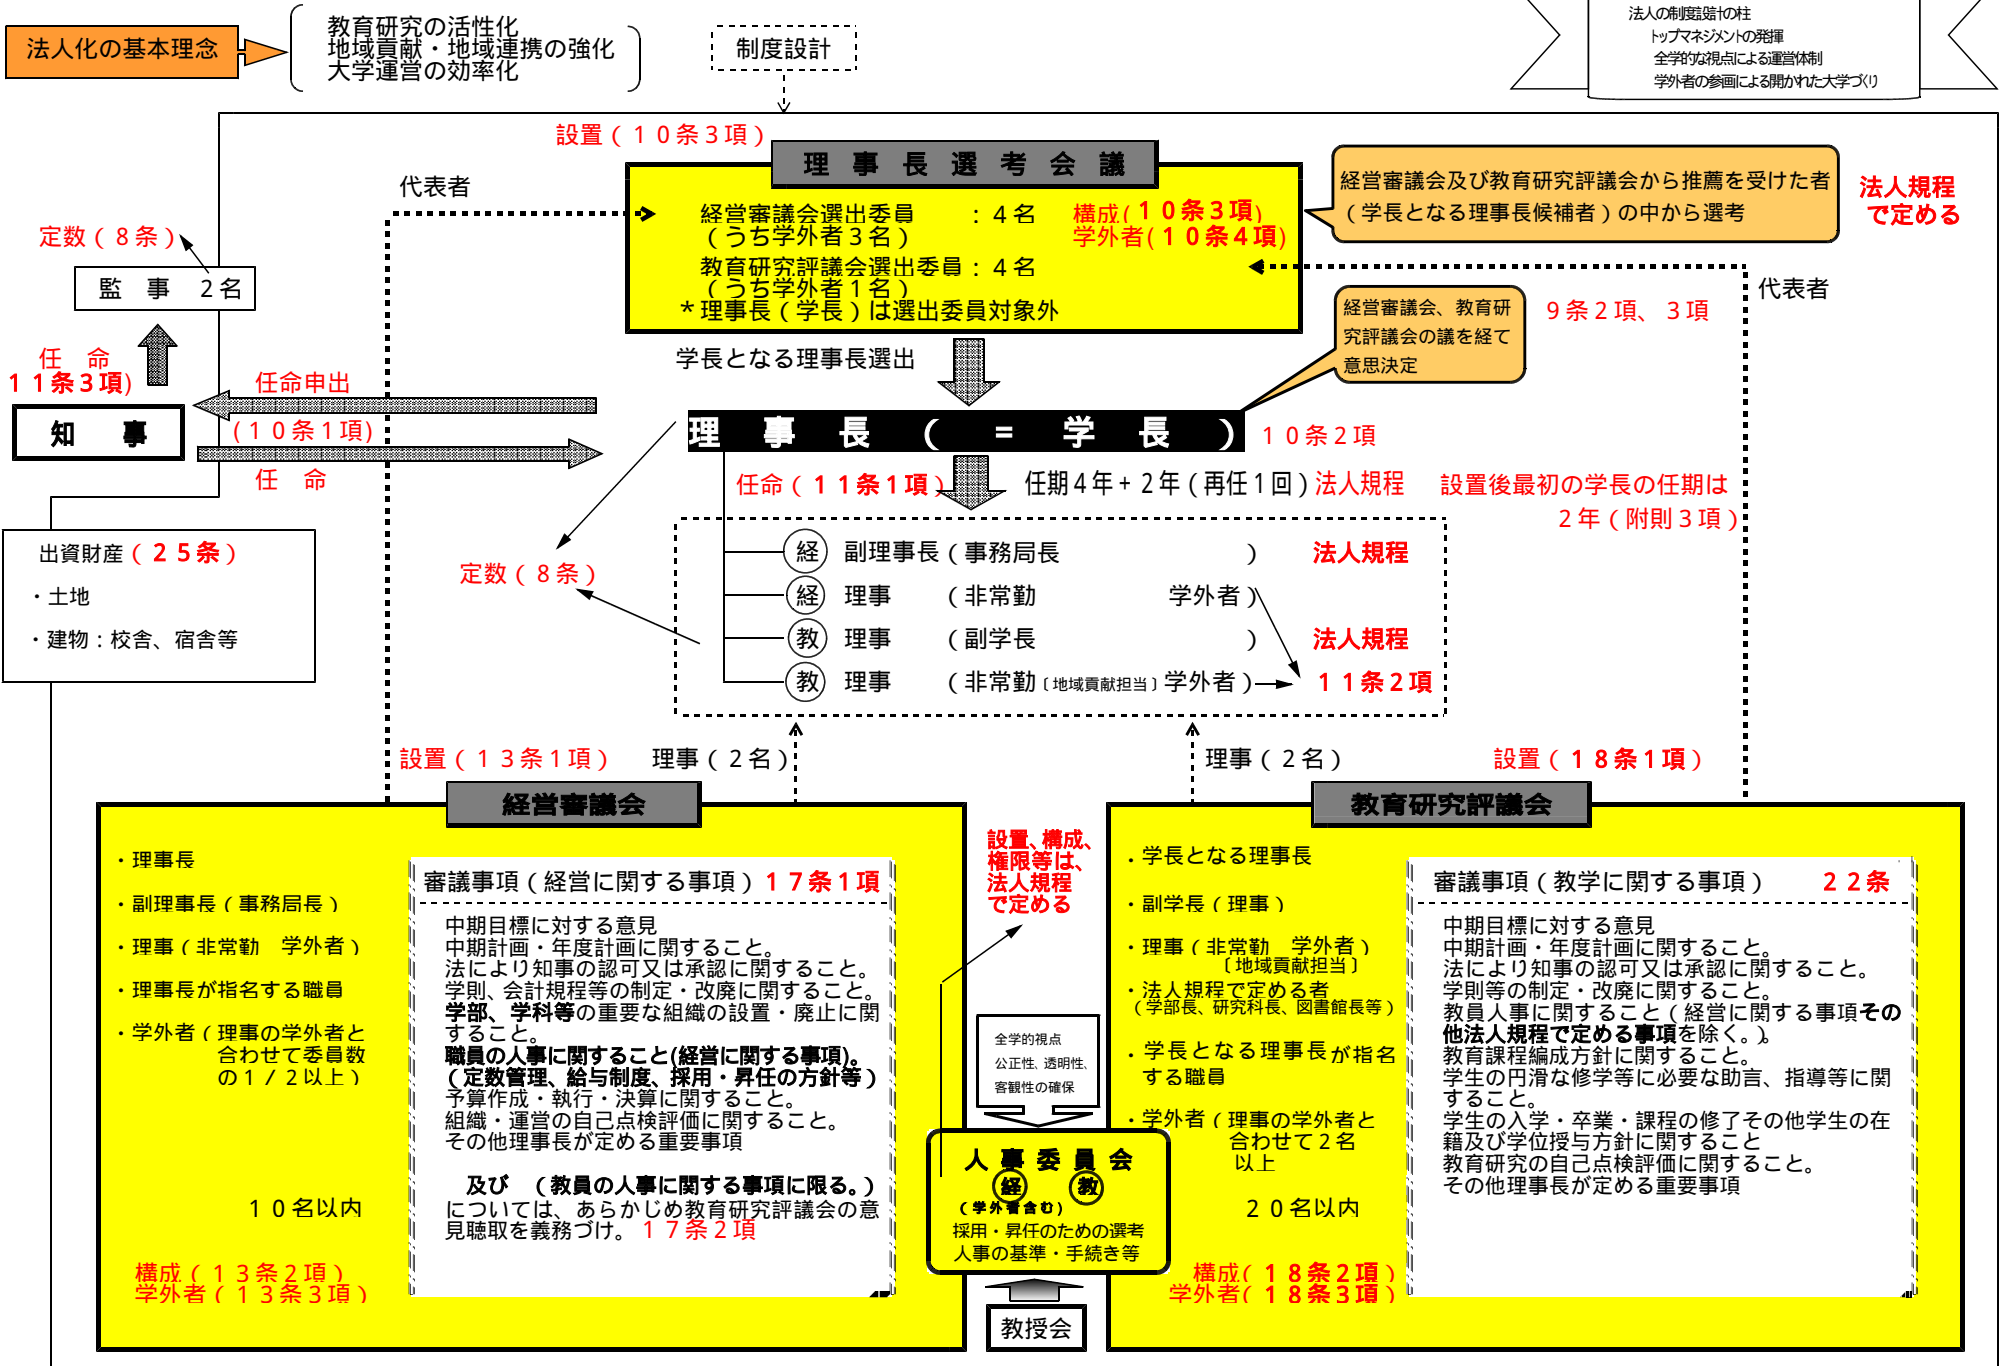 法人化の基本理念
教育研究の活性化
地域貢献・地域連携の強化
大学運営の効率化
制度設計
法人の制度設計の柱
トップマネジメントの発揮
全学的な視点による運営体制
学外者の参画による開かれた大学づくり
設置(10条3項)
理事長選考会議
代表者
経営審議会選出委員 :4名
(うち学外者3名)
教育研究評議会選出委員:4名
(うち学外者1名)
*理事長(学長)は選出委員対象外
構成(10条3項)
学外者(10条4項)
経営審議会及び教育研究評議会から推薦を受けた者
(学長となる理事長候補者)の中から選考
法人規程
で定める
定数(8条)
監 事 2名
代表者
任 命
11条3項)
学長となる理事長選出
経営審議会、教育研
究評議会の議を経て
意思決定
9条2項、3項
任命申出
知 事
(10条1項)
任 命
理事長(=学長)
10条2項
任命(11条1項)
任期4年+2年(再任1回)法人規程
設置後最初の学長の任期は
2年(附則3項)
出資財産(25条)
・土地
・建物:校舎、宿舎等
定数(8条)
経 副理事長(事務局長 ) 法人規程
経 理事 (非常勤 学外者)
教 理事 (副学長 ) 法人規程
教 理事 (非常勤〔地域貢献担当〕学外者) 11条2項
設置(13条1項)
理事(2名)
理事(2名)
設置(18条1項)
経営審議会
・理事長
・副理事長(事務局長)
・理事(非常勤 学外者)
・理事長が指名する職員
・学外者(理事の学外者と
合わせて委員数
の1/2以上)
10名以内
構成(13条2項)
学外者(13条3項)
審議事項(経営に関する事項)17条1項
中期目標に対する意見
中期計画・年度計画に関すること。
法により知事の認可又は承認に関すること。
学則、会計規程等の制定・改廃に関すること。
学部、学科等の重要な組織の設置・廃止に関
すること。
職員の人事に関すること(経営に関する事項)。
(定数管理、給与制度、採用・昇任の方針等)
予算作成・執行・決算に関すること。
組織・運営の自己点検評価に関すること。
その他理事長が定める重要事項
及び (教員の人事に関する事項に限る。)
については、あらかじめ教育研究評議会の意
見聴取を義務づけ。 17条2項
設置、構成、
権限等は、
法人規程
で定める
全学的視点
公正性、透明性、
客観性の確保
人事委員会
経 教
(学外者含む)
採用・昇任のための選考
人事の基準・手続き等
教授会
教育研究評議会
・学長となる理事長
・副学長(理事)
・理事(非常勤 学外者)
〔地域貢献担当〕
・法人規程で定める者
(学部長、研究科長、図書館長等)
・学長となる理事長が指名
する職員
・学外者(理事の学外者と
合わせて2名
以上
20名以内
構成(18条2項)
学外者(18条3項)
審議事項(教学に関する事項) 22条
中期目標に対する意見
中期計画・年度計画に関すること。
法により知事の認可又は承認に関すること。
学則等の制定・改廃に関すること。
教員人事に関すること(経営に関する事項その
他法人規程で定める事項を除く。)。
教育課程編成方針に関すること。
学生の円滑な修学等に必要な助言、指導等に関
すること。
学生の入学・卒業・課程の修了その他学生の在
籍及び学位授与方針に関すること
教育研究の自己点検評価に関すること。
その他理事長が定める重要事項